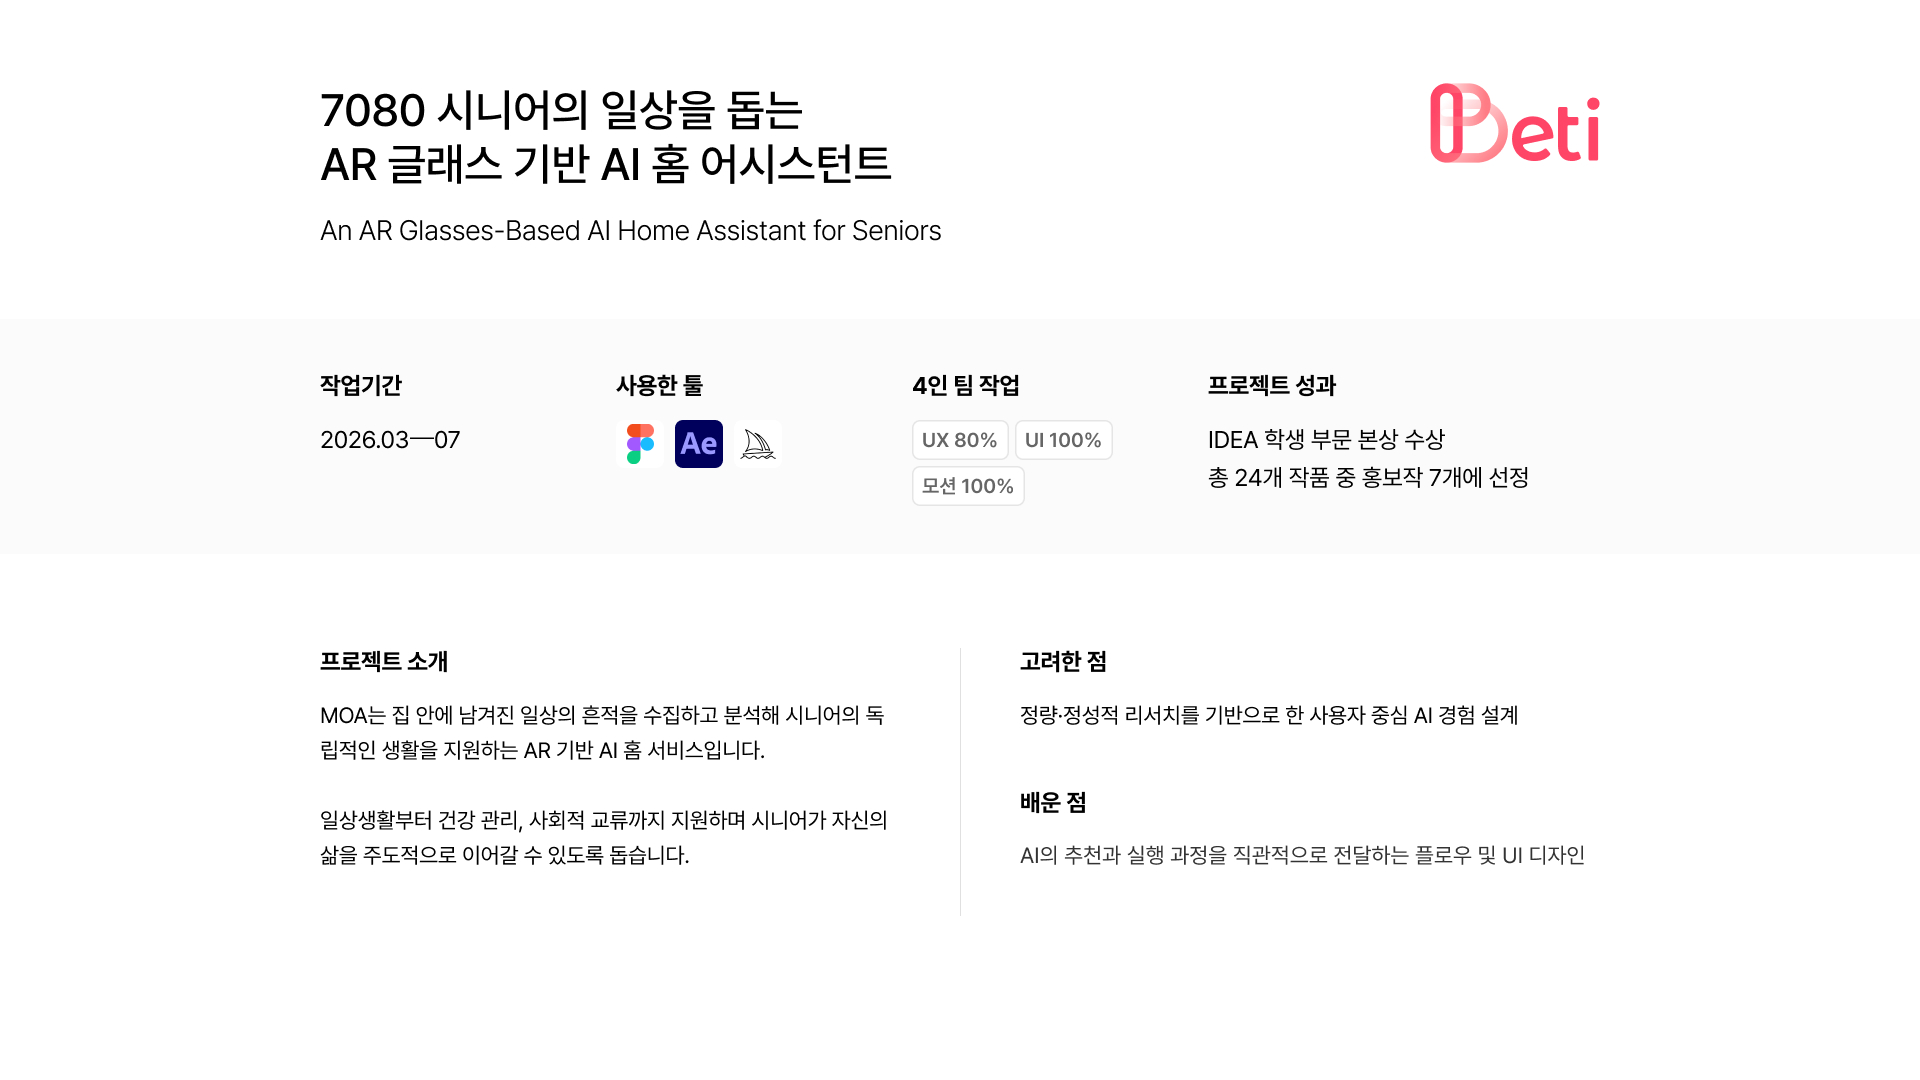 7080 시니어의 일상을 돕는
AR 글래스 기반 AI 홈 어시스턴트
An AR Glasses-Based AI Home Assistant for Seniors
Beti
작업기간
2026.03—07
사용한 툴
Ae
4인 팀 작업
UX 80%
UI 100%
모션 100%
프로젝트 성과
IDEA 학생 부문 본상 수상
총 24개 작품 중 홍보작 7개에 선정
프로젝트 소개
MOA는 집 안에 남겨진 일상의 흔적을 수집하고 분석해 시니어의 독
립적인 생활을 지원하는 AR 기반 AI 홈 서비스입니다.
일상생활부터 건강 관리, 사회적 교류까지 지원하며 시니어가 자신의
삶을 주도적으로 이어갈 수 있도록 돕습니다.
고려한 점
정량·정성적 리서치를 기반으로 한 사용자 중심 AI 경험 설계
배운 점
AI의 추천과 실행 과정을 직관적으로 전달하는 플로우 및 UI 디자인